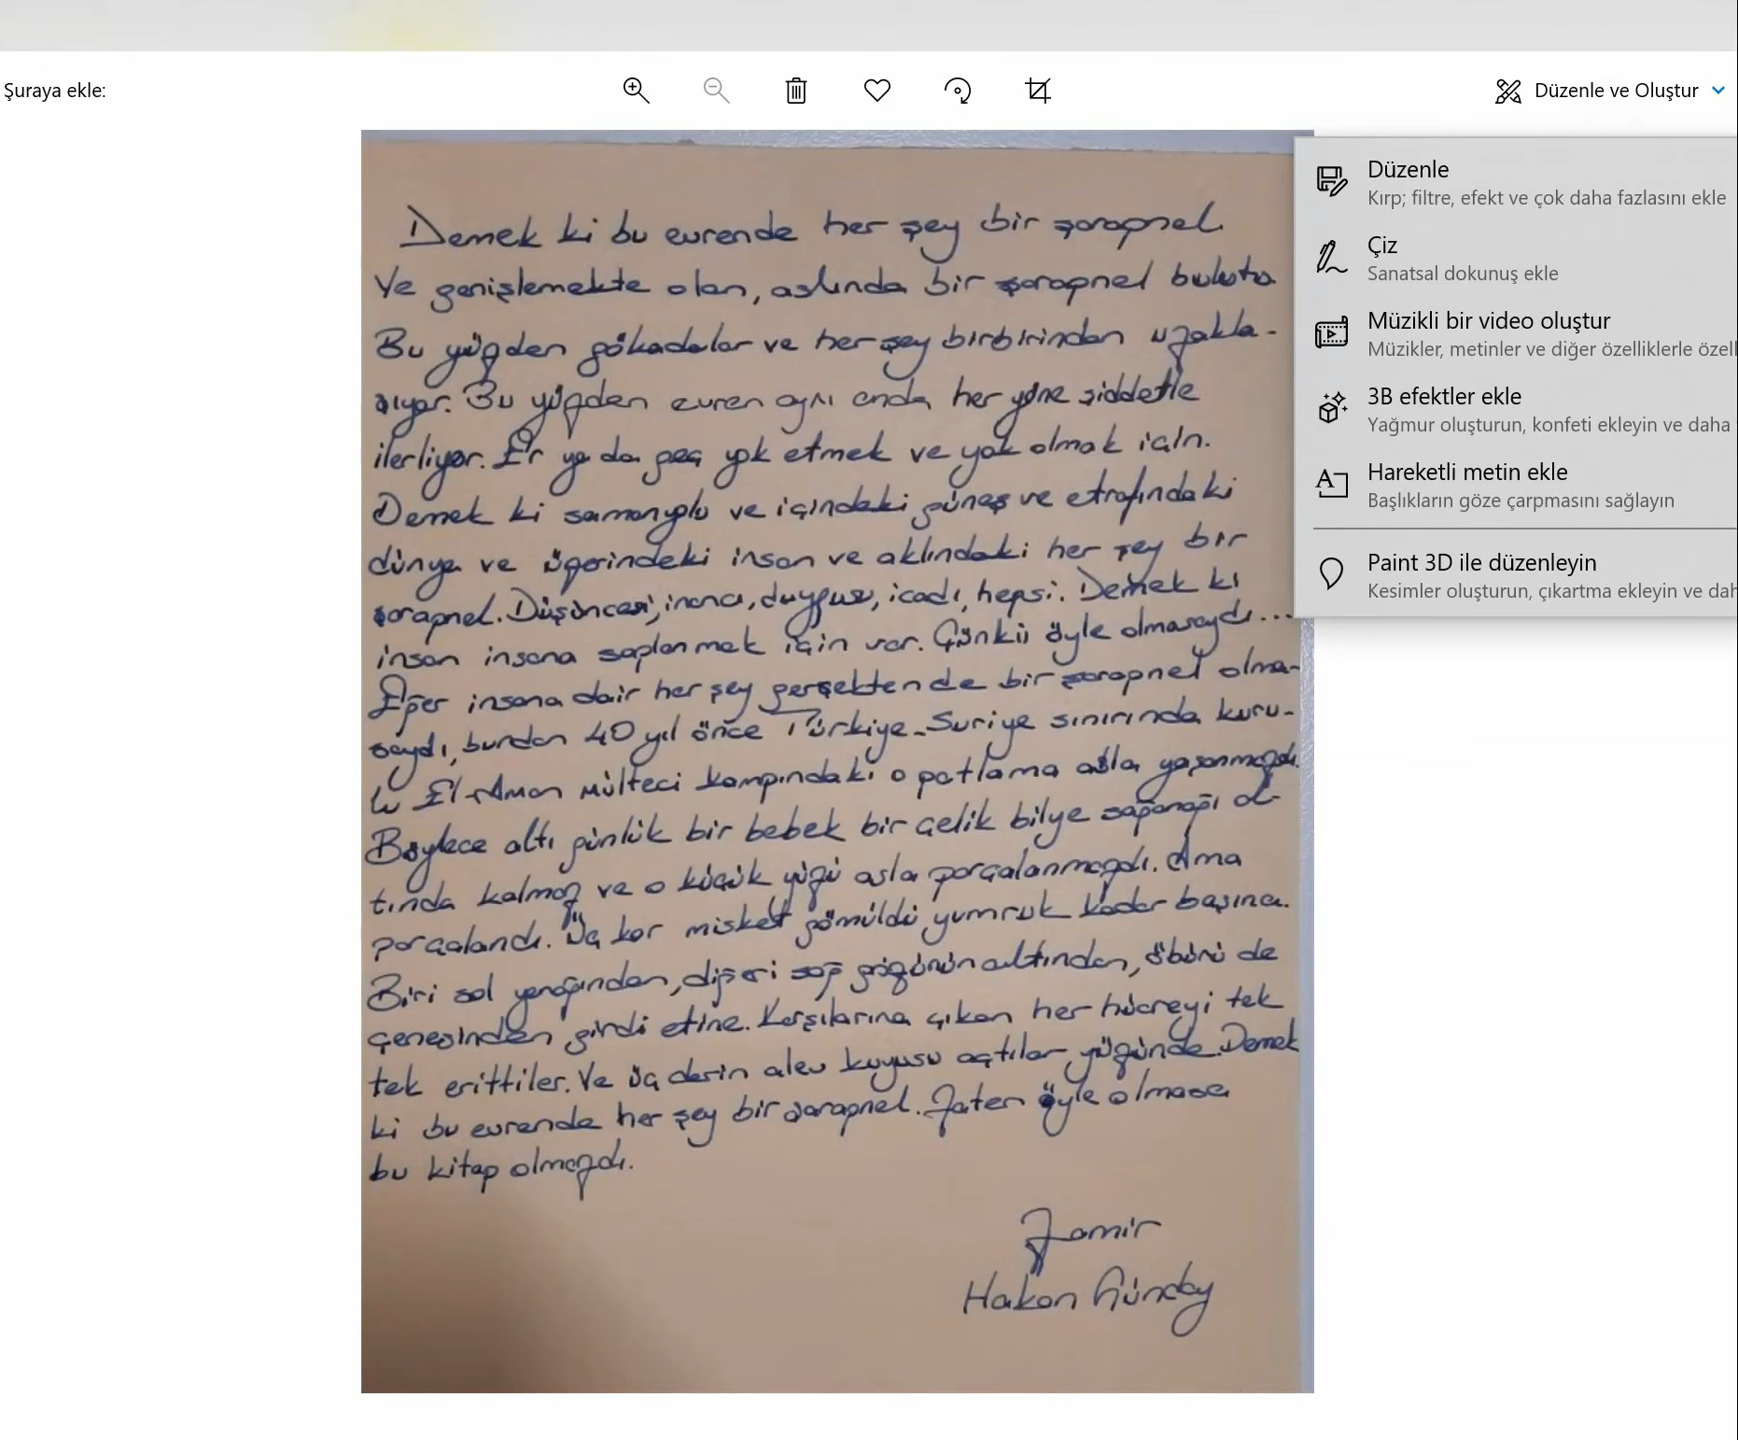 Şuraya ekle:
Düzenle ve Oluştur
Düzenle
Kırp; filtre, efekt ve çok daha fazlasını ekle
Çiz
Sanatsal dokunuş ekle
Müzikli bir video oluştur
Müzikler, metinler ve diğer özelliklerle özell
3B efektler ekle
Yağmur oluşturun, konfeti ekleyin ve daha
Hareketli metin ekle
Başlıkların göze çarpmasını sağlayın
Paint 3D ile düzenleyin
Kesimler oluşturun, çıkartma ekleyin ve dah
Demek ki bu evrende her şey bir şarapnel.
Ve genişlemekte olan, aslında bir şarapnel bulutu.
Bu yüzden gökadalar ve her şey birbirinden uzakla-
şıyor. Bu yüzden evren aynı anda her yöne şiddetle
ilerliyor. Er ya da geç yok etmek ve yok olmak için.
Demek ki samanyolu ve içindeki güneş ve etrafındaki
dünya ve üzerindeki insan ve aklındaki her şey bir
şarapnel. Düşüncesi, inancı, duygusu, icadı, hepsi. Demek ki
insan insana saplanmak için var. Çünkü öyle olmasaydı...
Eğer insana dair her şey gerçekten de bir şarapnel olma-
saydı, bundan 40 yıl önce Türkiye-Suriye sınırında kuru-
lu El-Aman mülteci kampındaki o patlama asla yaşanmazdı.
Böylece altı günlük bir bebek bir çelik bilye sağanağı al-
tında kalmaz ve o küçük yüzü asla parçalanmazdı. Ama
parçalandı. Üç kor misket gömüldü yumruk kadar başına.
Biri sol yanağından, diğeri sağ gözünün altından, öbürü de
çenesinden girdi etine. Karşılarına çıkan her hücreyi tek
tek erittiler. Ve üç derin alev kuyusu açtılar yüzünde. Demek
ki bu evrende her şey bir şarapnel. Zaten öyle olmasa
bu kitap olmazdı.
Zamir
Hakan Günday